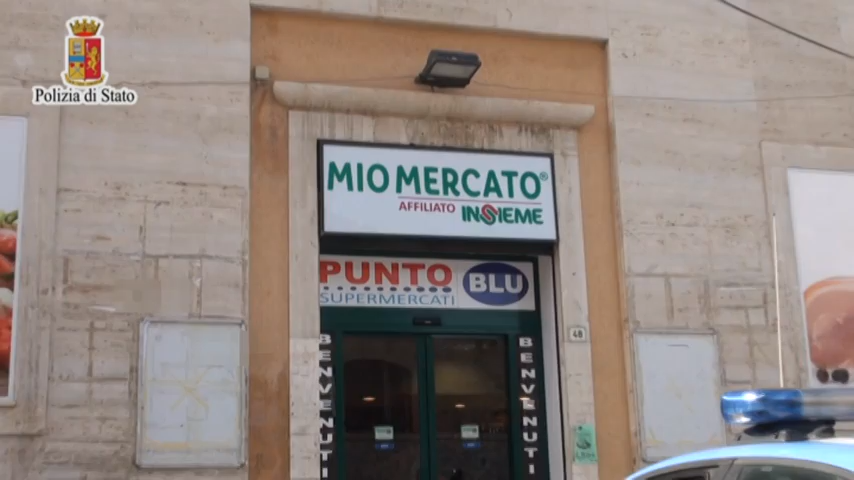 Polizia di Stato
MIO MERCATO®
AFFILIATO INSIEME
PUNTO BLU
SUPERMERCATI
48
BENVENUTI
BENVENUTI